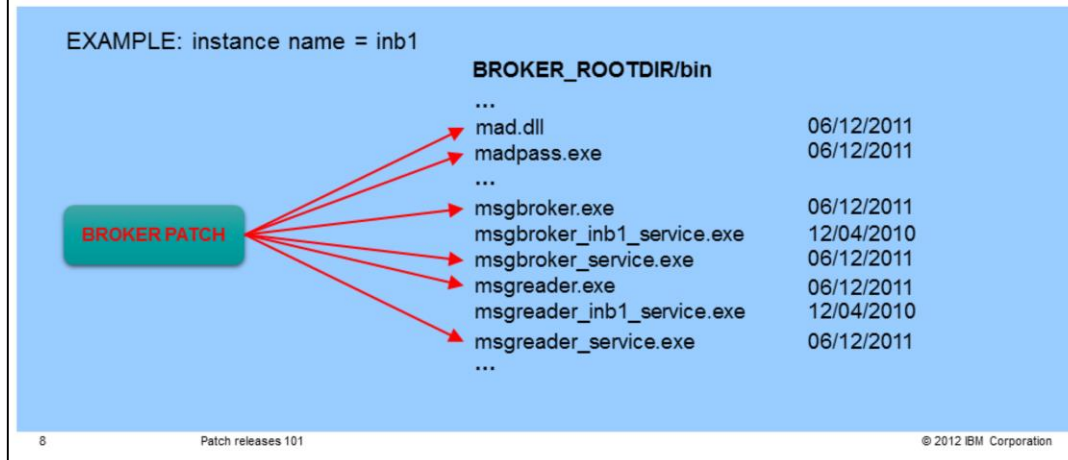 EXAMPLE: instance name = inb1
BROKER_ROOTDIR/bin
...
mad.dll 06/12/2011
madpass.exe 06/12/2011
...
BROKER PATCH
msgbroker.exe 06/12/2011
msgbroker_inb1_service.exe 12/04/2010
msgbroker_service.exe 06/12/2011
msgreader.exe 06/12/2011
msgreader_inb1_service.exe 12/04/2010
msgreader_service.exe 06/12/2011
...
8 Patch releases 101 © 2012 IBM Corporation